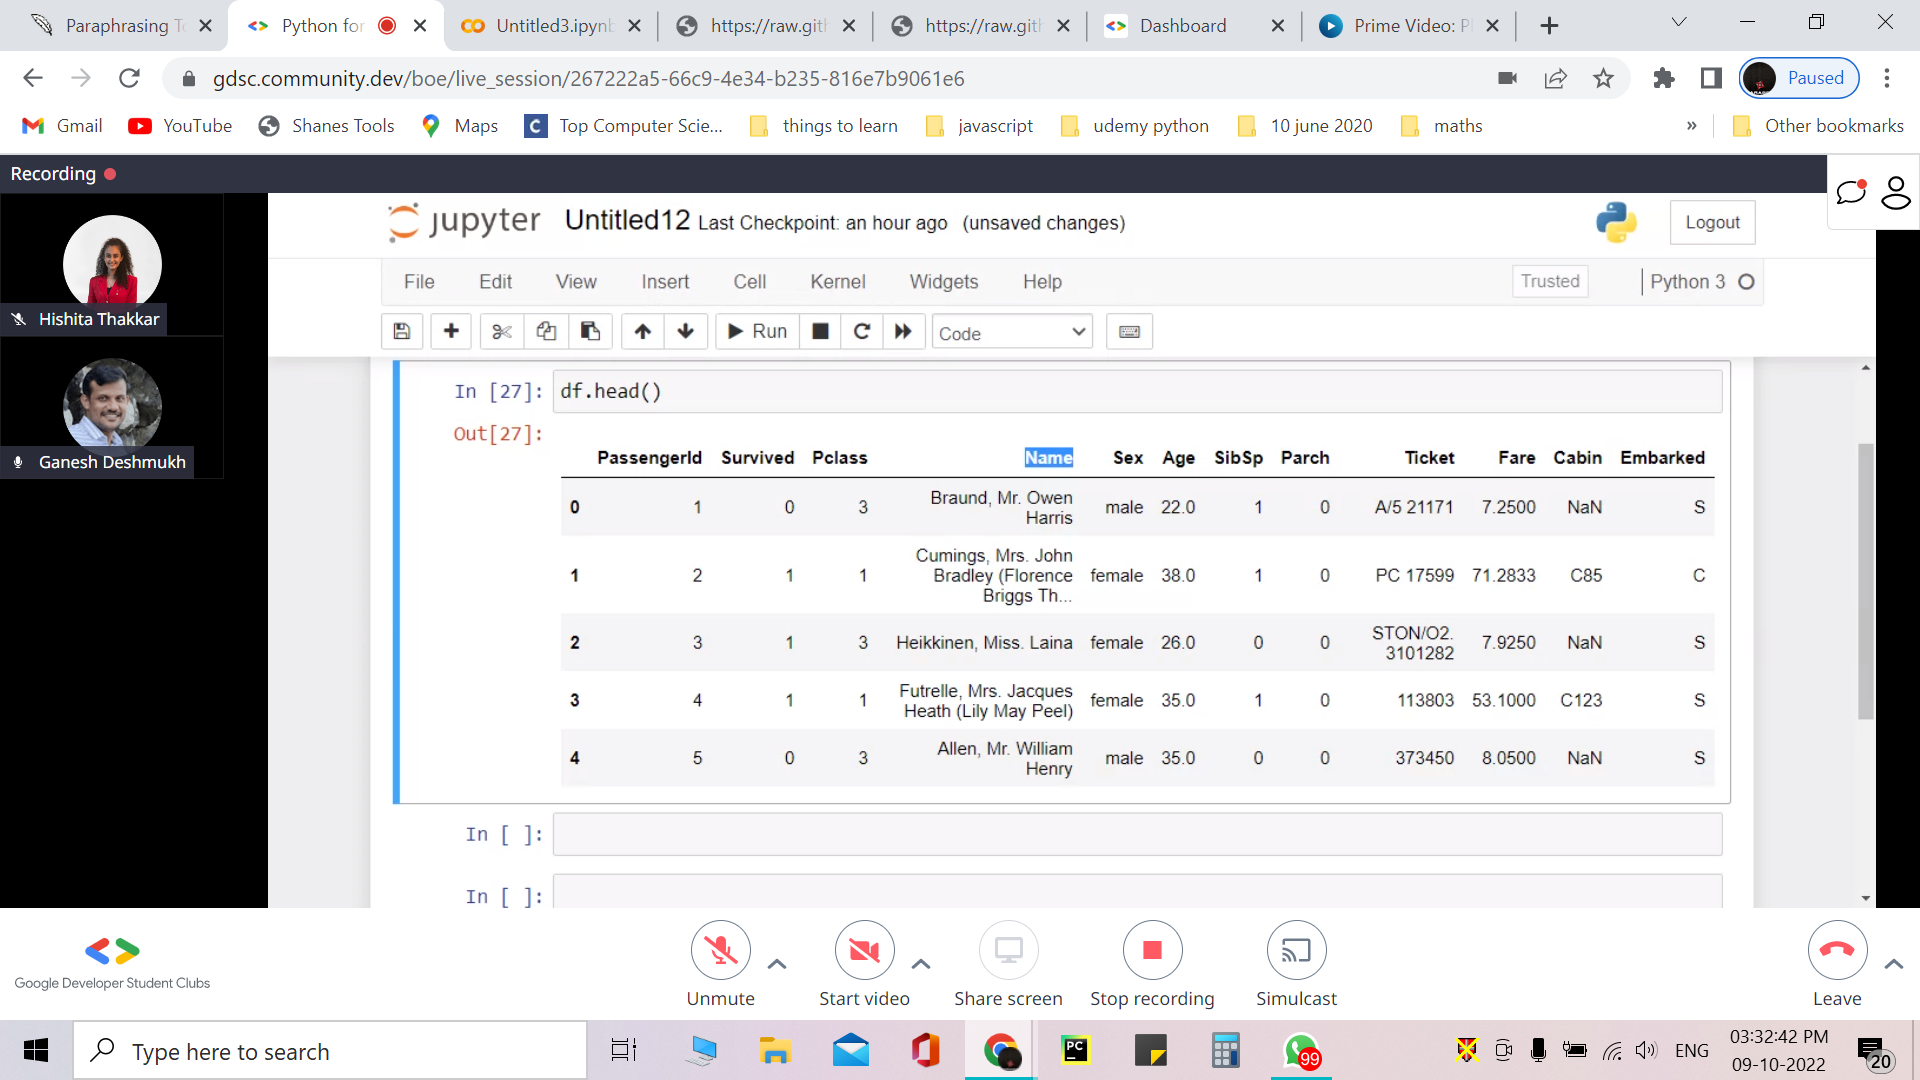 Paraphrasing To
Python for
Untitled3.ipynb
https://raw.gith
https://raw.gith
Dashboard
Prime Video: Pl
gdsc.community.dev/boe/live_session/267222a5-66c9-4e34-b235-816e7b9061e6
Paused
Gmail YouTube Shanes Tools Maps Top Computer Scie... things to learn javascript udemy python 10 june 2020 maths » Other bookmarks
Recording
Hishita Thakkar
Ganesh Deshmukh
jupyter Untitled12 Last Checkpoint: an hour ago (unsaved changes)
Logout
File Edit View Insert Cell Kernel Widgets Help Trusted Python 3
Run Code
In [27]: df.head()
Out[27]:
PassengerId Survived Pclass Name Sex Age SibSp Parch Ticket Fare Cabin Embarked
0 1 0 3 Braund, Mr. Owen Harris male 22.0 1 0 A/5 21171 7.2500 NaN S
1 2 1 1 Cumings, Mrs. John Bradley (Florence Briggs Th... female 38.0 1 0 PC 17599 71.2833 C85 C
2 3 1 3 Heikkinen, Miss. Laina female 26.0 0 0 STON/O2. 3101282 7.9250 NaN S
3 4 1 1 Futrelle, Mrs. Jacques Heath (Lily May Peel) female 35.0 1 0 113803 53.1000 C123 S
4 5 0 3 Allen, Mr. William Henry male 35.0 0 0 373450 8.0500 NaN S
In [ ]:
In [ ]:
Google Developer Student Clubs
Unmute Start video Share screen Stop recording Simulcast Leave
Type here to search
PC
99
ENG
03:32:42 PM
09-10-2022
20